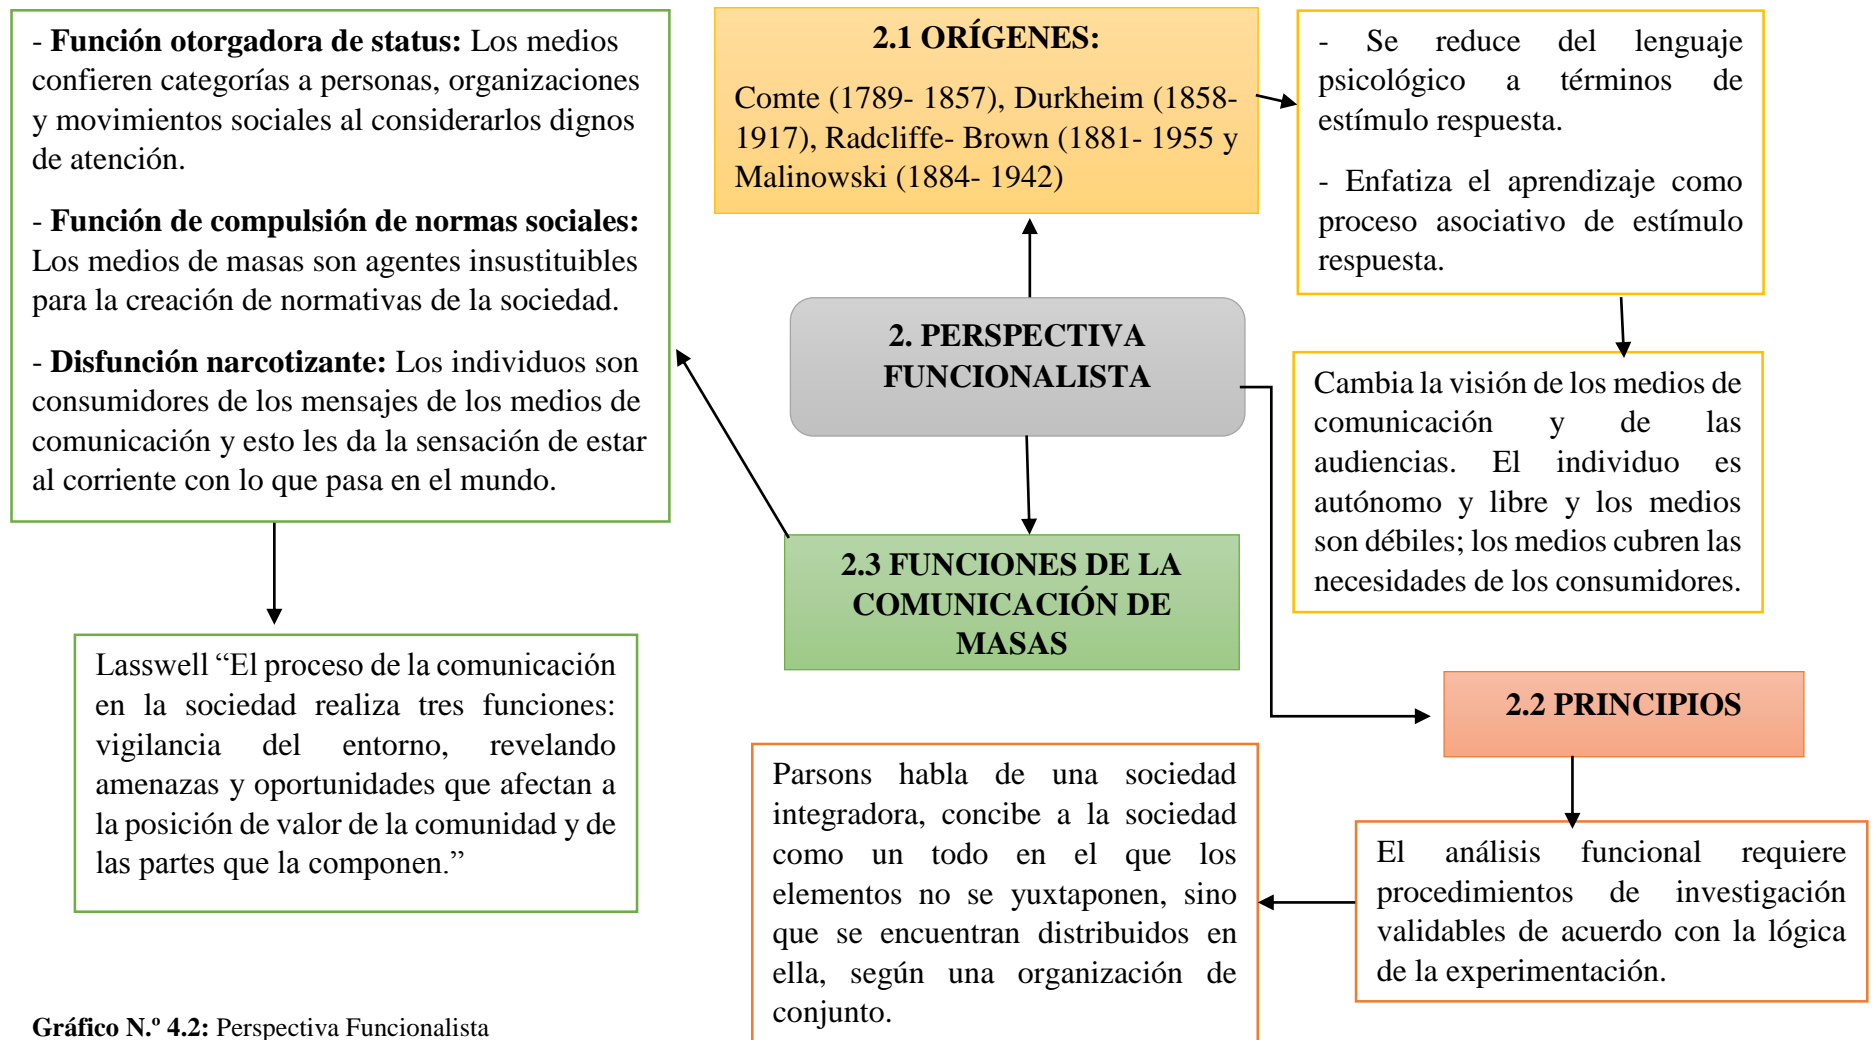 - Función otorgadora de status: Los medios
confieren categorías a personas, organizaciones
y movimientos sociales al considerarlos dignos
de atención.
- Función de compulsión de normas sociales:
Los medios de masas son agentes insustituibles
para la creación de normativas de la sociedad.
- Disfunción narcotizante: Los individuos son
consumidores de los mensajes de los medios de
comunicación y esto les da la sensación de estar
al corriente con lo que pasa en el mundo.
Lasswell “El proceso de la comunicación
en la sociedad realiza tres funciones:
vigilancia del entorno, revelando
amenazas y oportunidades que afectan a
la posición de valor de la comunidad y de
las partes que la componen.”
2.1 ORÍGENES:
Comte (1789- 1857), Durkheim (1858-
1917), Radcliffe- Brown (1881- 1955 y
Malinowski (1884- 1942)
2. PERSPECTIVA
FUNCIONALISTA
2.3 FUNCIONES DE LA
COMUNICACIÓN DE
MASAS
- Se reduce del lenguaje
psicológico a términos de
estímulo respuesta.
- Enfatiza el aprendizaje como
proceso asociativo de estímulo
respuesta.
Cambia la visión de los medios de
comunicación y de las
audiencias. El individuo es
autónomo y libre y los medios
son débiles; los medios cubren las
necesidades de los consumidores.
2.2 PRINCIPIOS
El análisis funcional requiere
procedimientos de investigación
validables de acuerdo con la lógica
de la experimentación.
Parsons habla de una sociedad
integradora, concibe a la sociedad
como un todo en el que los
elementos no se yuxtaponen, sino
que se encuentran distribuidos en
ella, según una organización de
conjunto.
Gráfico N.º 4.2: Perspectiva Funcionalista